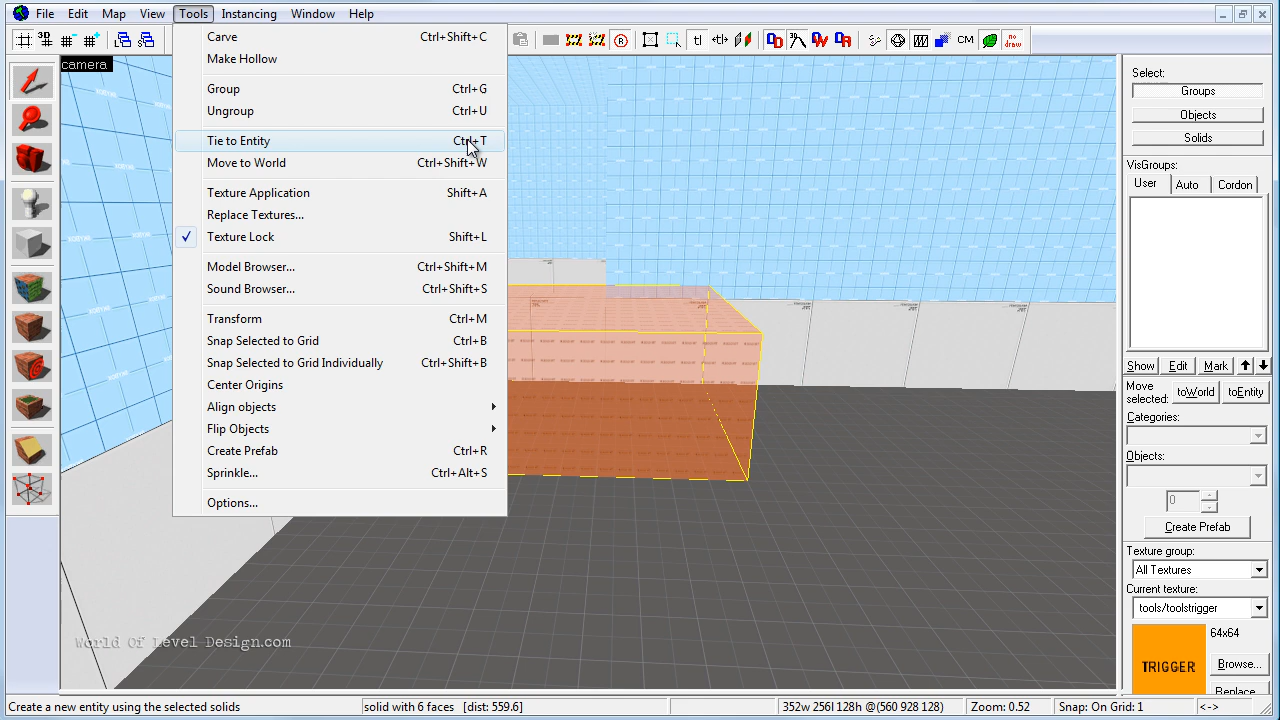 File Edit Map View Tools Instancing Window Help
3D CM no draw
camera
Carve Ctrl+Shift+C
Make Hollow
Group Ctrl+G
Ungroup Ctrl+U
Tie to Entity Ctrl+T
Move to World Ctrl+Shift+W
Texture Application Shift+A
Replace Textures...
Texture Lock Shift+L
Model Browser... Ctrl+Shift+M
Sound Browser... Ctrl+Shift+S
Transform Ctrl+M
Snap Selected to Grid Ctrl+B
Snap Selected to Grid Individually Ctrl+Shift+B
Center Origins
Align objects
Flip Objects
Create Prefab Ctrl+R
Sprinkle... Ctrl+Alt+S
Options...
World Of Level Design.com
Select:
Groups
Objects
Solids
VisGroups:
User Auto Cordon
Show Edit Mark
Move selected: toWorld toEntity
Categories:
Objects:
0
Create Prefab
Texture group:
All Textures
Current texture:
tools/toolstrigger
64x64
TRIGGER
Browse...
Replace
Create a new entity using the selected solids
solid with 6 faces [dist: 559.6]
352w 256l 128h @(560 928 128)
Zoom: 0.52
Snap: On Grid: 1
<->